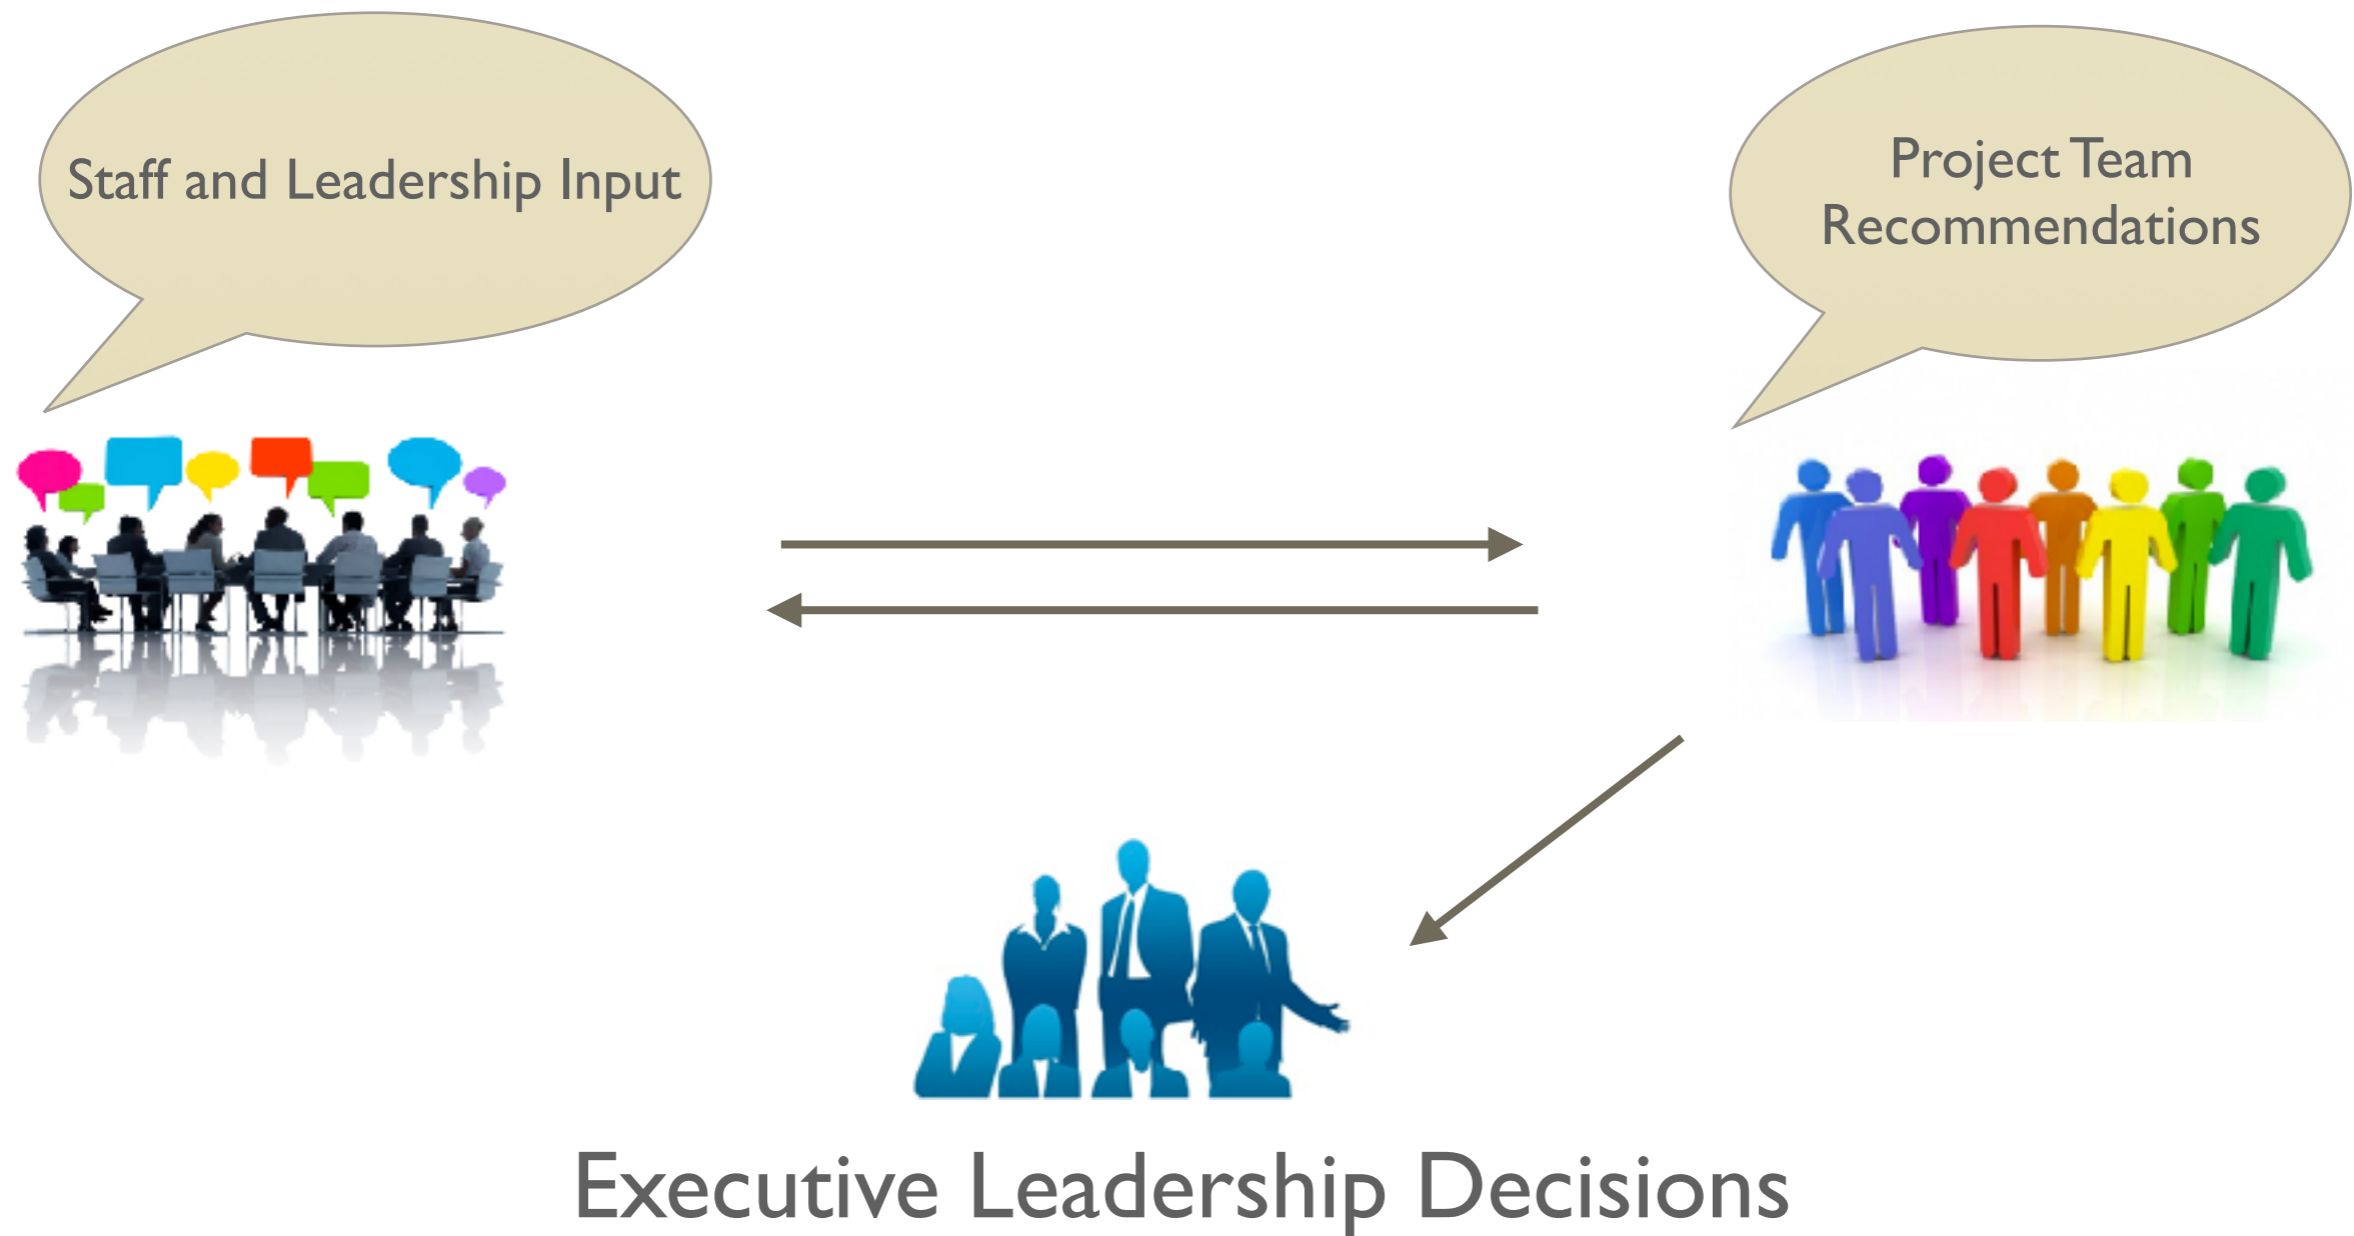 Staff and Leadership Input
Project Team
Recommendations
Executive Leadership Decisions